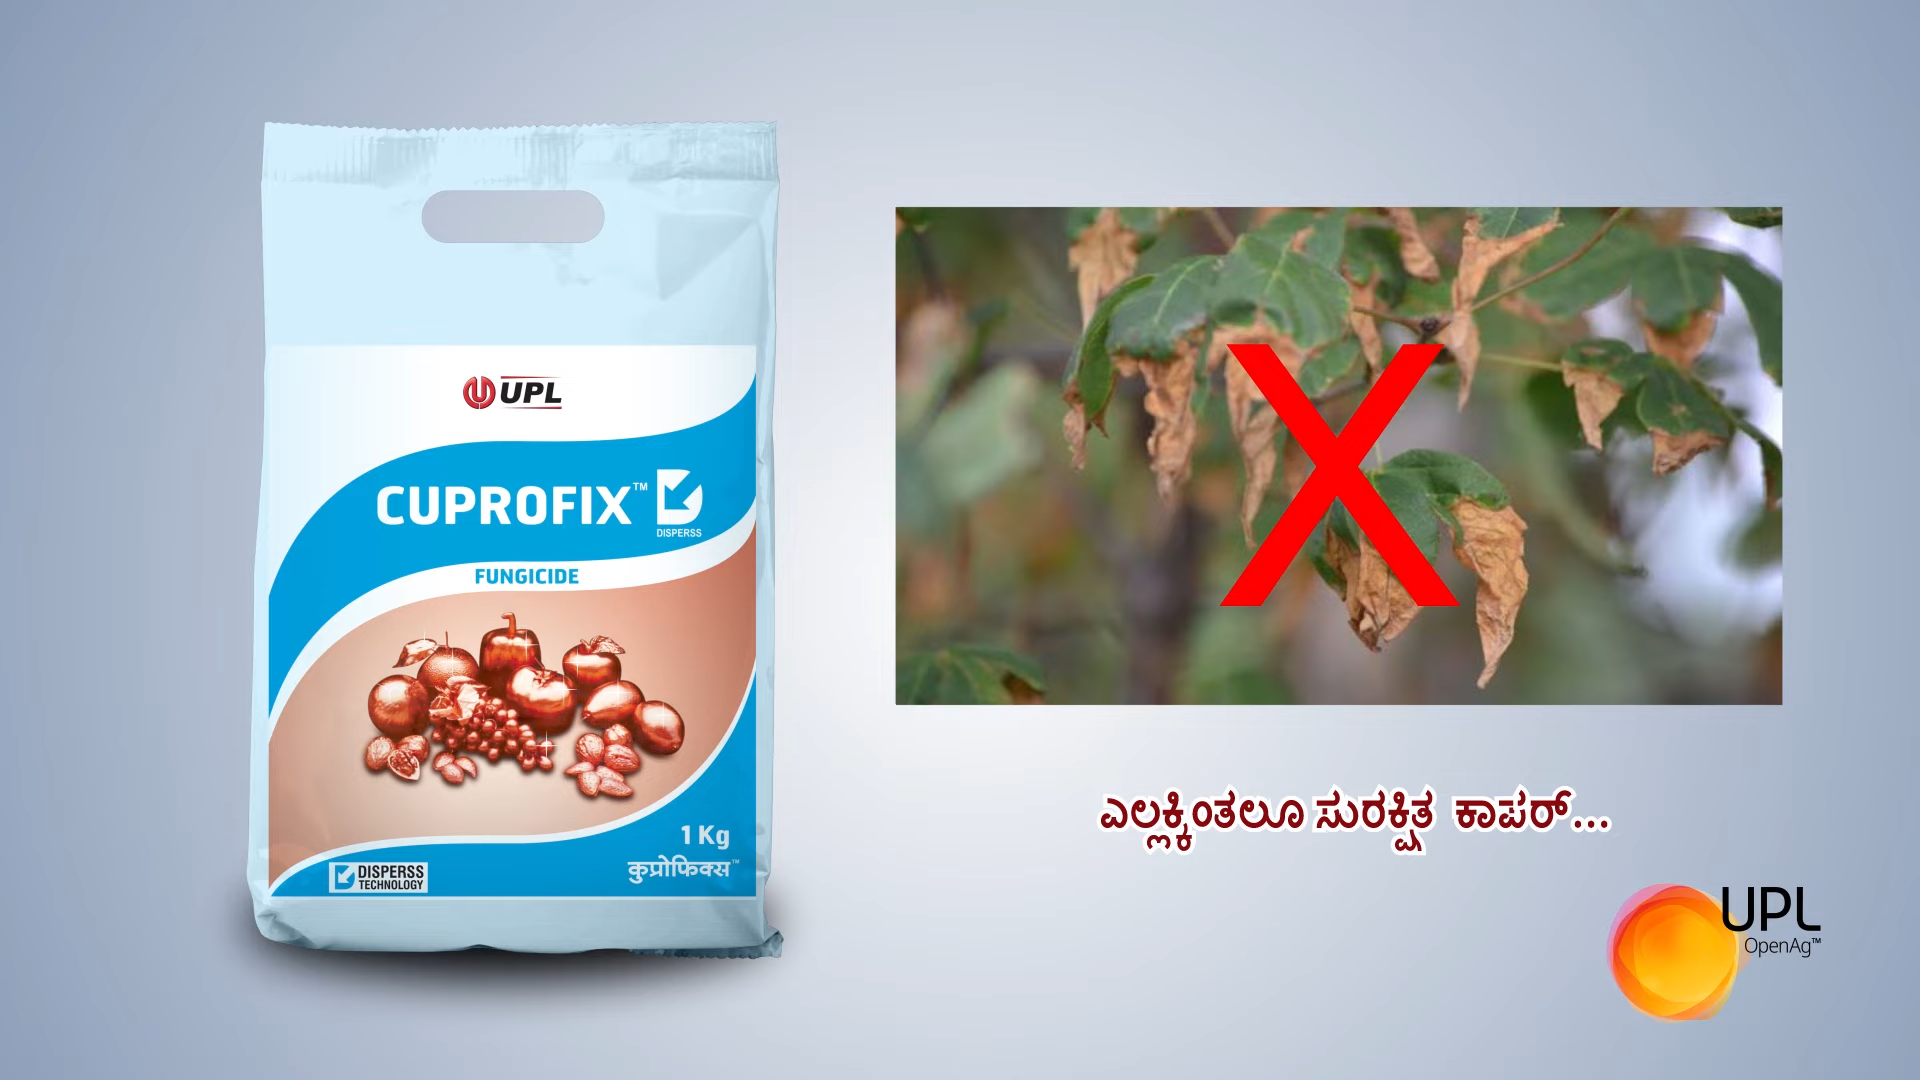 UPL
CUPROFIX™
DISPERSS
FUNGICIDE
1 Kg
कुप्रोफिक्स™
DISPERSS
TECHNOLOGY
X
ಎಲ್ಲಕ್ಕಿಂತಲೂ ಸುರಕ್ಷಿತ ಕಾಪರ್...
UPL
OpenAg™